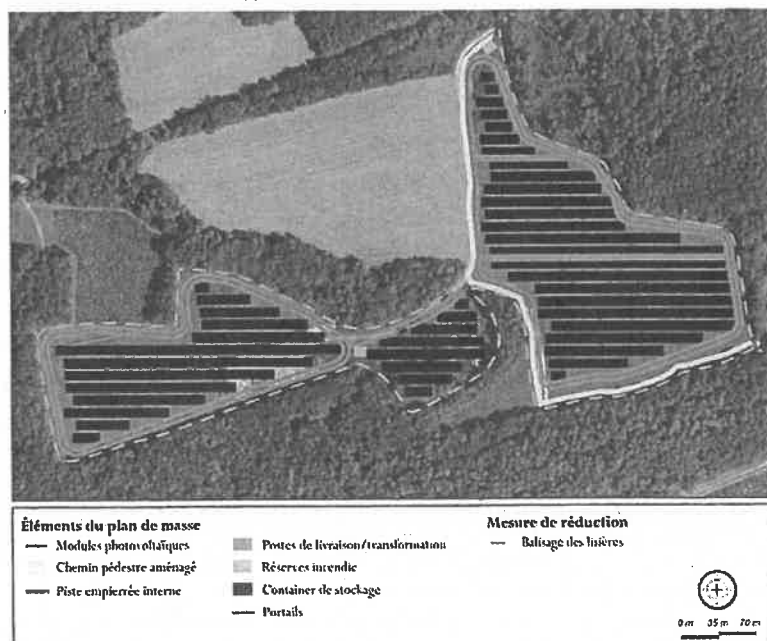 Éléments du plan de masse
Modules photovoltaïques
Chemin pédestre aménagé
Piste empierrée interne
Postes de livraison/transformation
Réserves incendie
Container de stockage
Portails
Mesure de réduction
Balisage des lisières
0 m 35 m 70 m